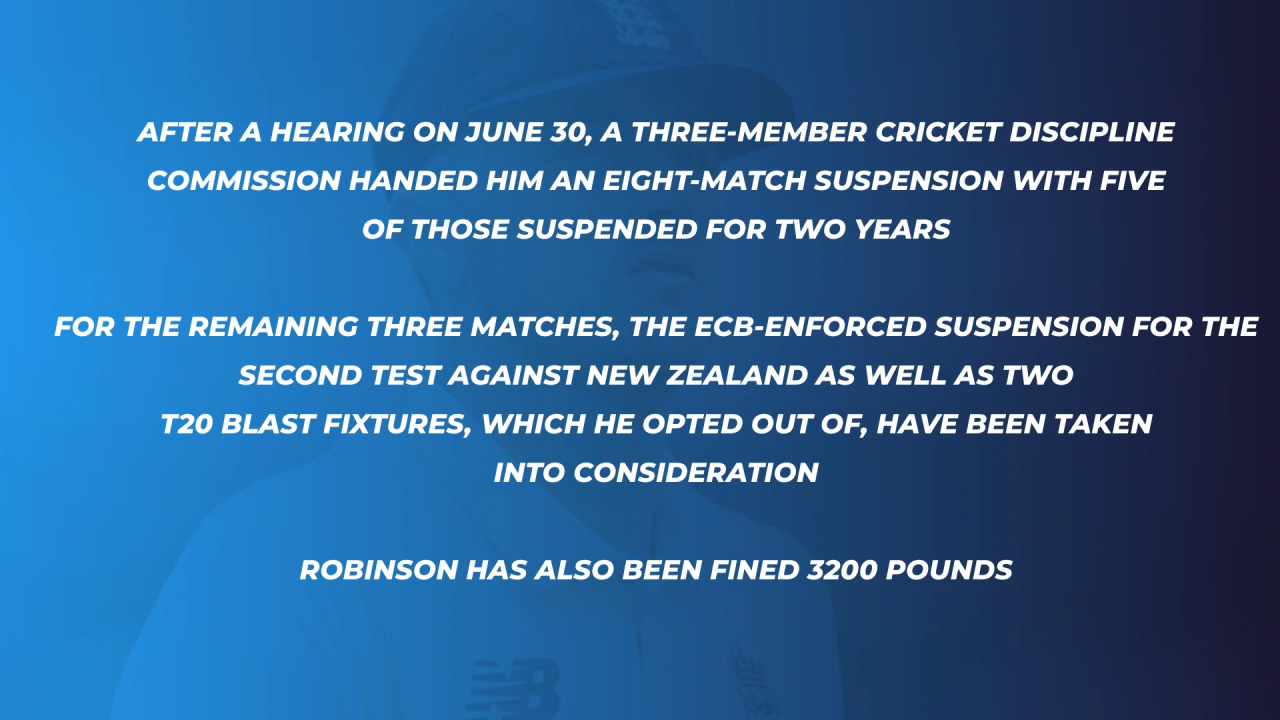 AFTER A HEARING ON JUNE 30, A THREE-MEMBER CRICKET DISCIPLINE
COMMISSION HANDED HIM AN EIGHT-MATCH SUSPENSION WITH FIVE
OF THOSE SUSPENDED FOR TWO YEARS
FOR THE REMAINING THREE MATCHES, THE ECB-ENFORCED SUSPENSION FOR THE
SECOND TEST AGAINST NEW ZEALAND AS WELL AS TWO
T20 BLAST FIXTURES, WHICH HE OPTED OUT OF, HAVE BEEN TAKEN
INTO CONSIDERATION
ROBINSON HAS ALSO BEEN FINED 3200 POUNDS
NB